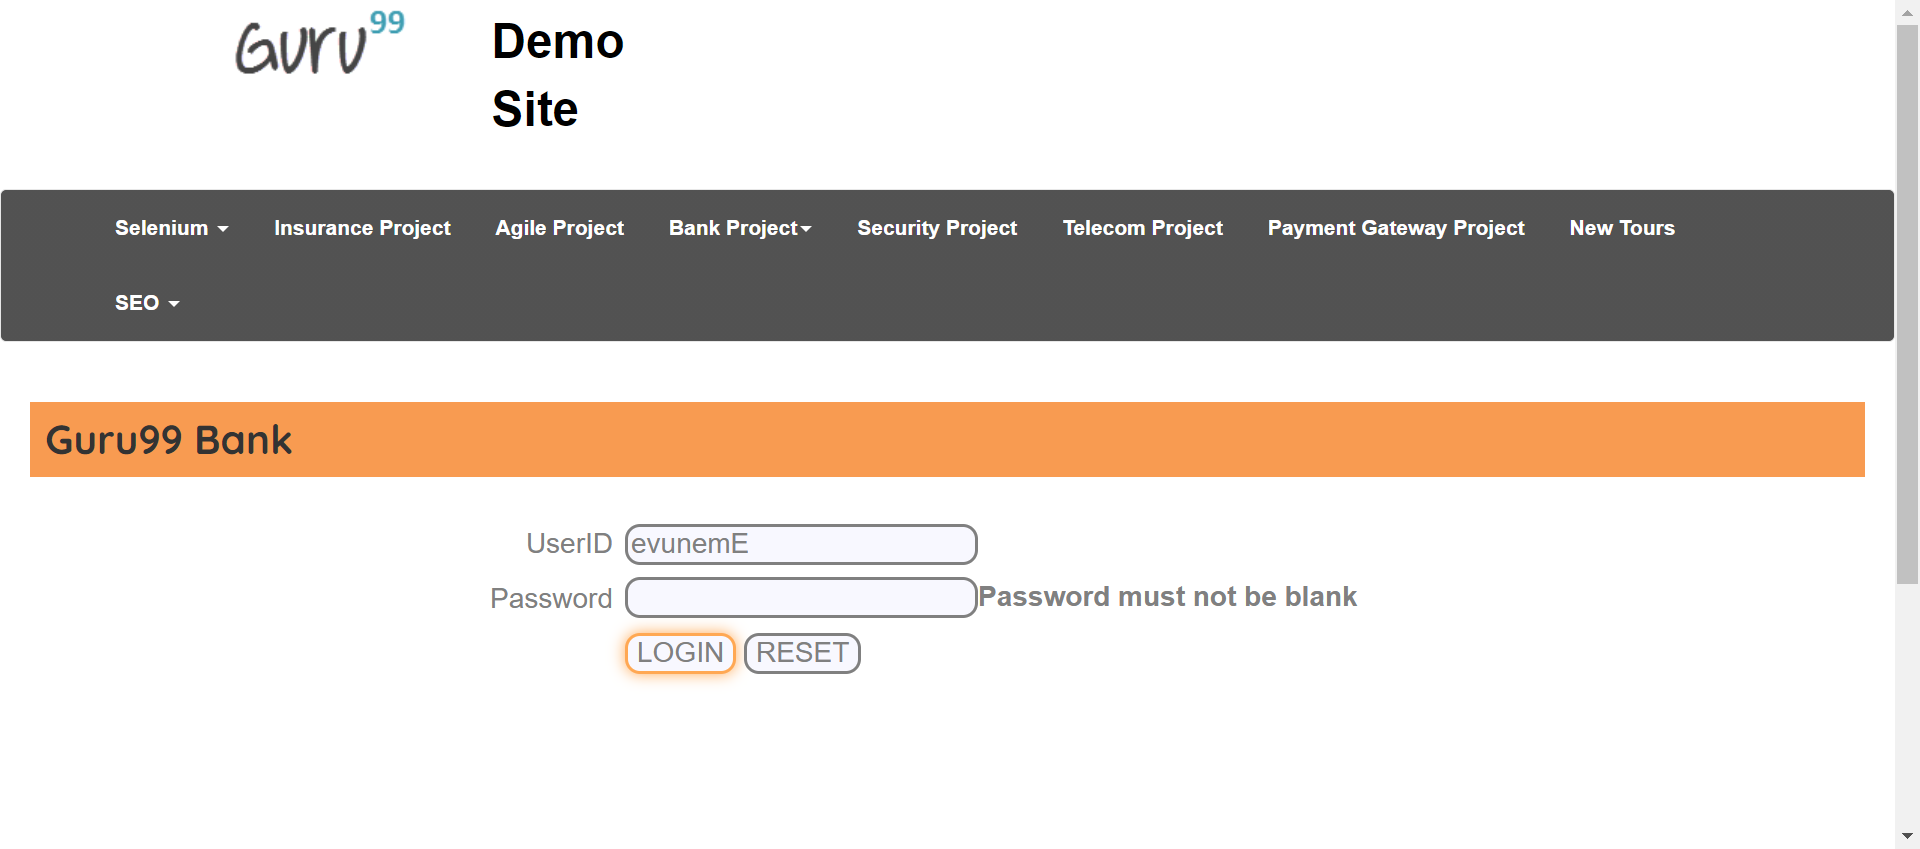 Guru99
Demo
Site
Selenium
Insurance Project
Agile Project
Bank Project
Security Project
Telecom Project
Payment Gateway Project
New Tours
SEO
Guru99 Bank
UserID evunemE
Password Password must not be blank
LOGIN RESET